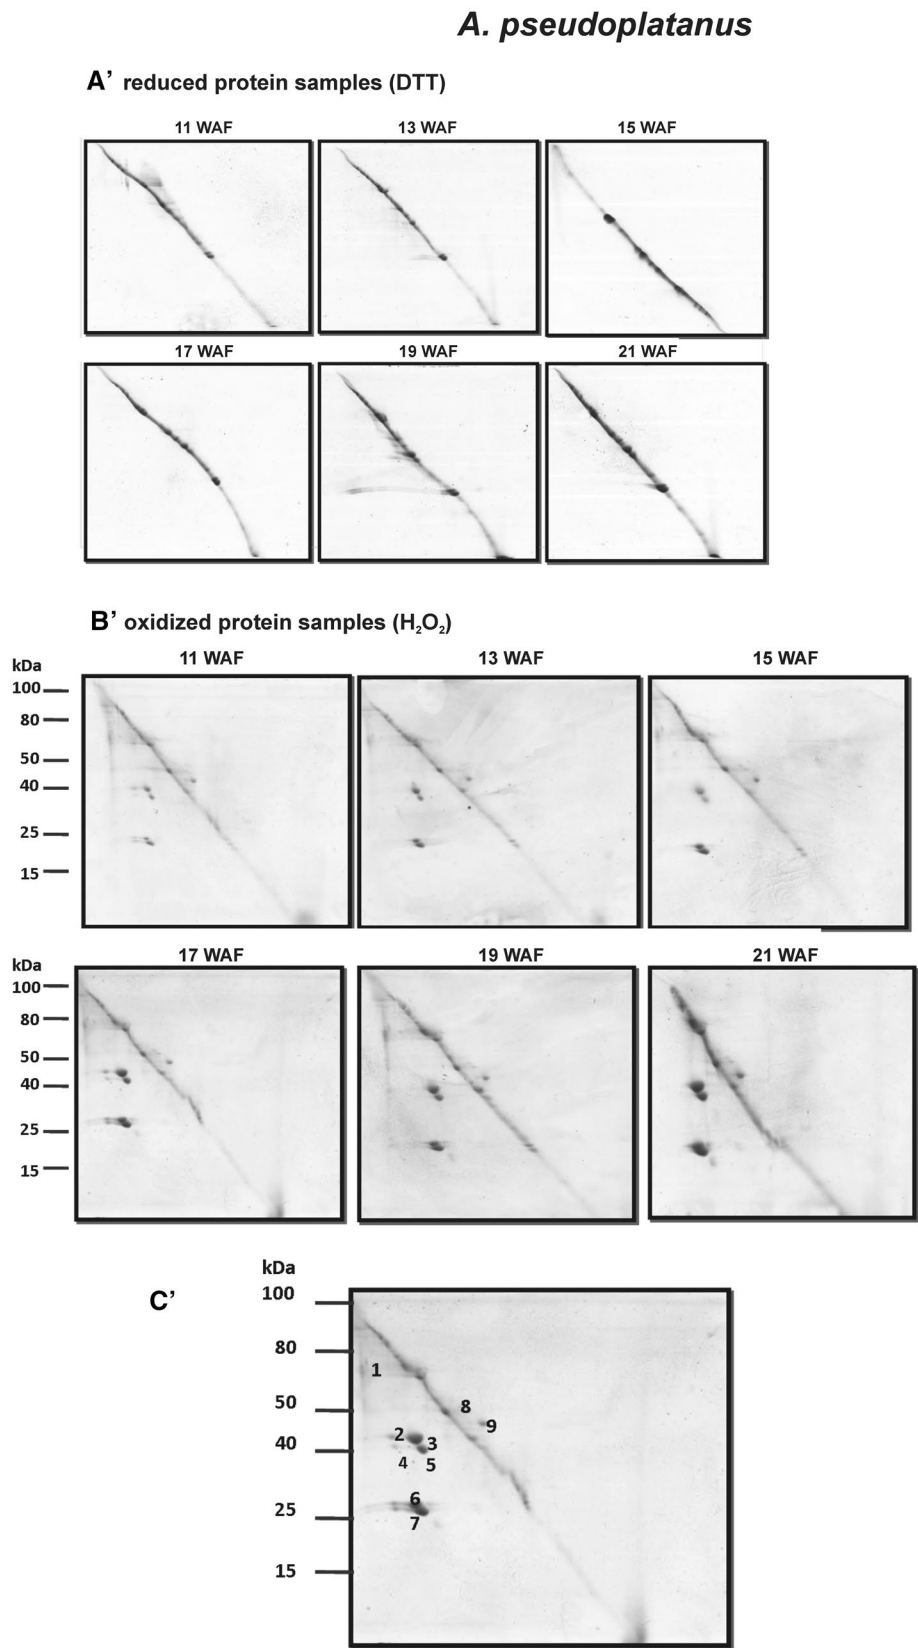 A. pseudoplatanus
A’ reduced protein samples (DTT)
11 WAF 13 WAF 15 WAF
17 WAF 19 WAF 21 WAF
B’ oxidized protein samples (H₂O₂)
11 WAF 13 WAF 15 WAF
kDa
100
80
50
40
25
15
17 WAF 19 WAF 21 WAF
kDa
100
80
50
40
25
15
C’
kDa
100
80
50
40
25
15
1
8
9
2
3
4
5
6
7